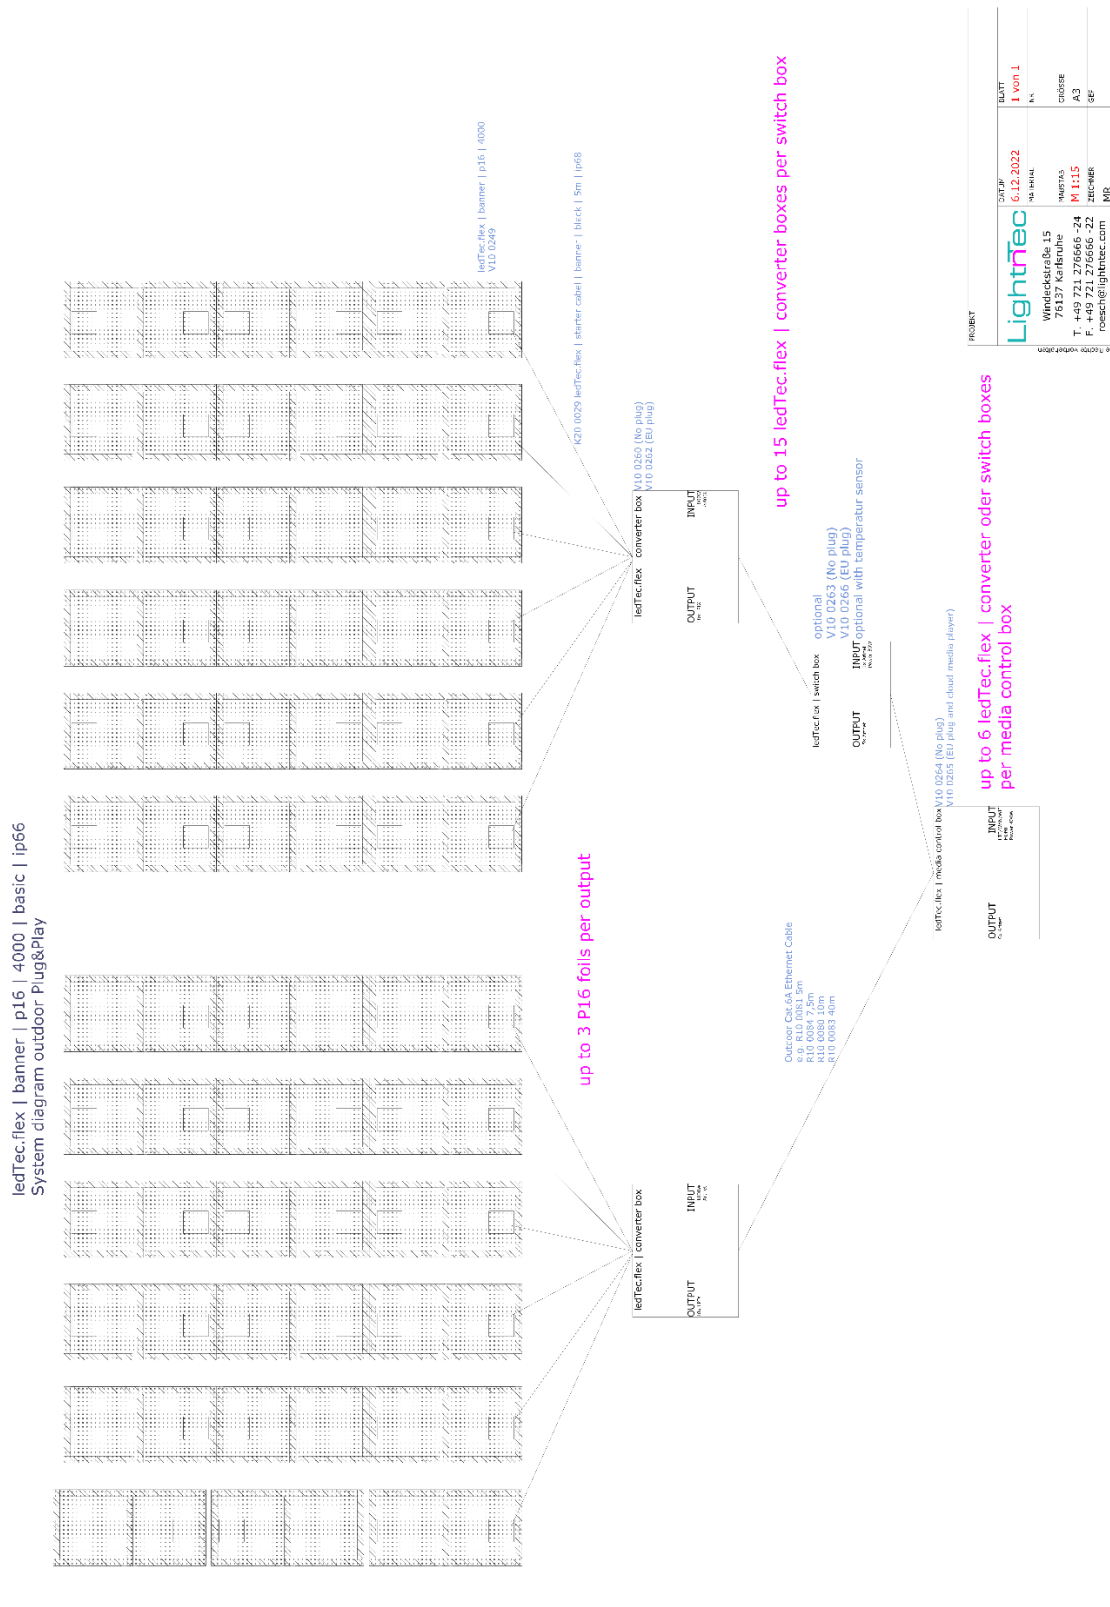 ledTec.flex | banner | p16 | 4000 | basic | ip66
System diagram outdoor Plug&Play
ledTec.flex | banner | p16 | 4000
V10 0249
K20 0029 ledTec.flex | starter cabel | banner | black | 5m | ip68
up to 3 P16 foils per output
ledTec.flex | converter box
OUTPUT
INPUT
ledTec.flex | converter box
V10 0260 (No plug)
V10 0262 (EU plug)
OUTPUT
INPUT
up to 15 ledTec.flex | converter boxes per switch box
Outdoor Cat.6A Ethernet Cable
e.g. R10 0081 5m
R10 0084 7,5m
R10 0080 10m
R10 0083 40m
optional
V10 0263 (No plug)
V10 0266 (EU plug)
optional with temperatur sensor
ledTec.flex | switch box
OUTPUT
INPUT
ledTec.flex | media control box
V10 0264 (No plug)
V10 0265 (EU plug and cloud media player)
OUTPUT
INPUT
up to 6 ledTec.flex | converter oder switch boxes
per media control box
PROJEKT
LightnTec
Windeckstraße 15
76137 Karlsruhe
T. +49 721 276666 -24
F. +49 721 276666 -22
roesch@lightntec.com
DATUM
6.12.2022
MATERIAL
MAßSTAB
M 1:15
ZEICHNER
MR
BLATT
1 von 1
NR.
GRÖSSE
A3
GEP